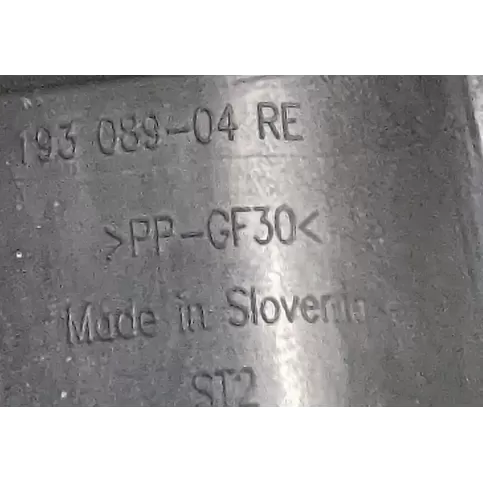 193 089-04 RE
>PP-GF30<
Made in Slovenia
ST2